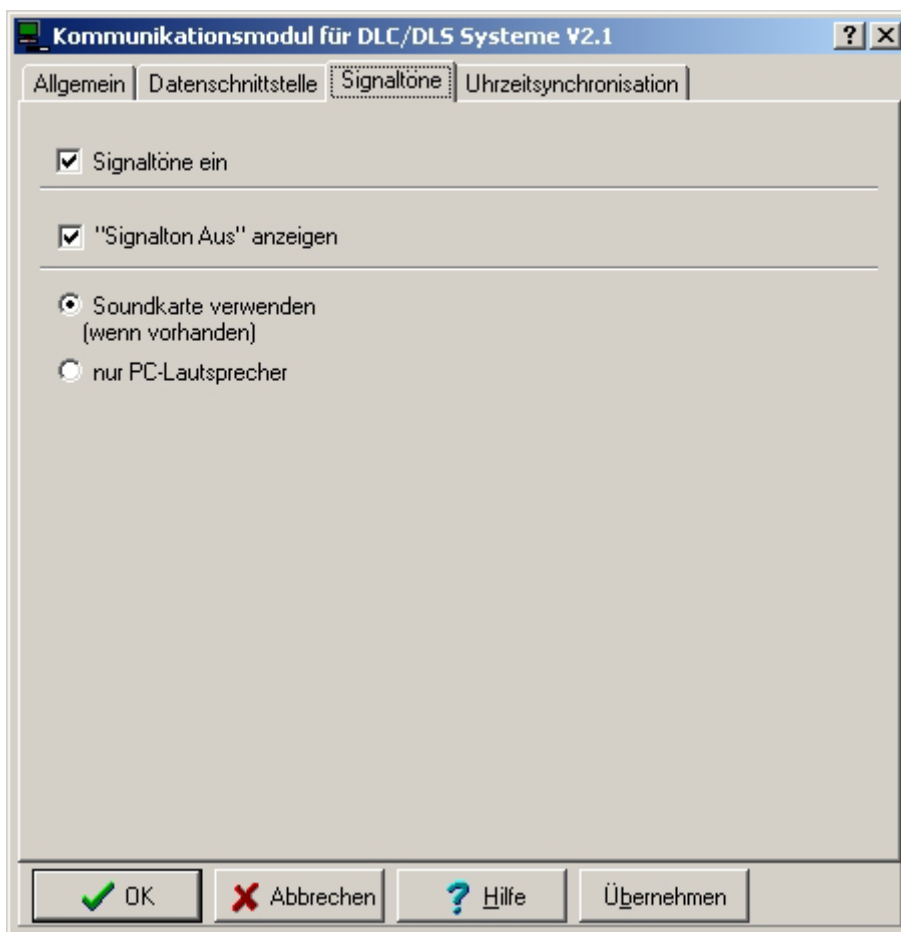 Kommunikationsmodul für DLC/DLS Systeme V2.1
Allgemein Datenschnittstelle Signaltöne Uhrzeitsynchronisation
Signaltöne ein
"Signalton Aus" anzeigen
Soundkarte verwenden
(wenn vorhanden)
nur PC-Lautsprecher
OK Abbrechen ? Hilfe Übernehmen